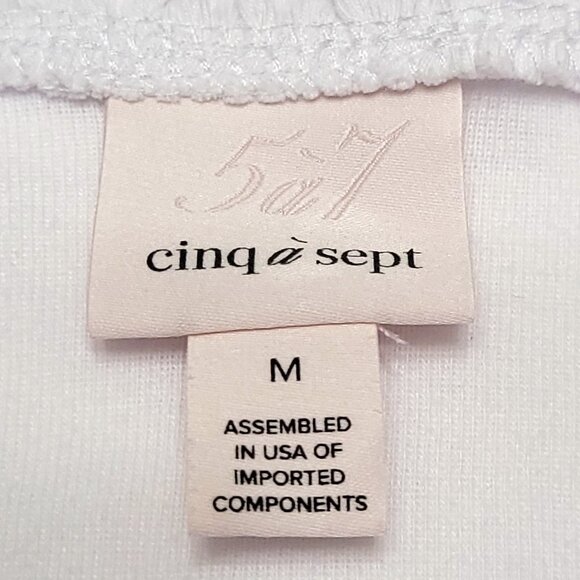 5à7
cinq à sept
M
ASSEMBLED
IN USA OF
IMPORTED
COMPONENTS